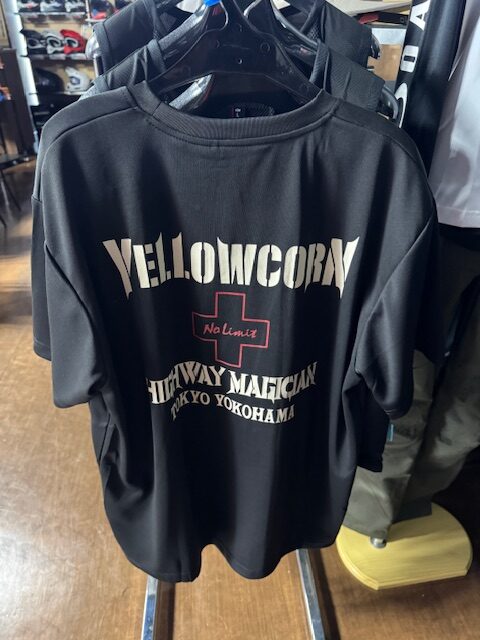 YELLOWCORN
No Limit
HIGHWAY MAGICIAN
TOKYO YOKOHAMA